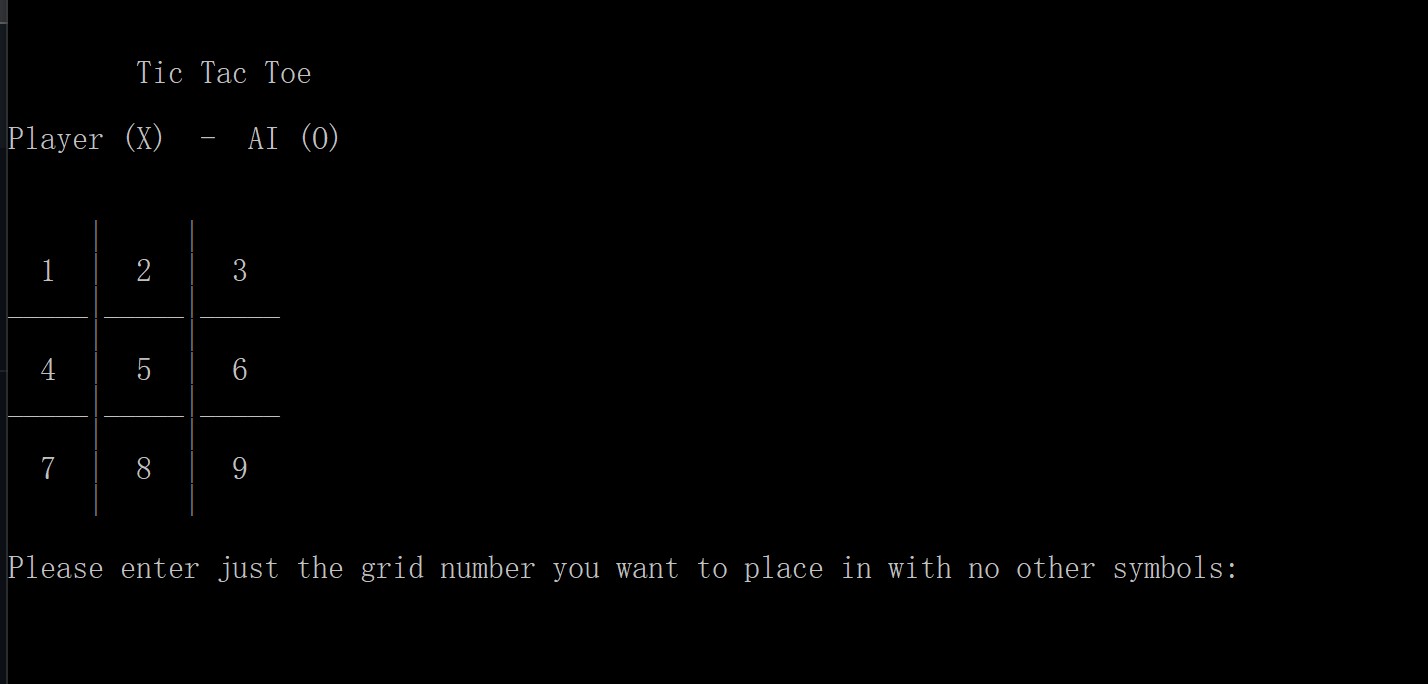 Tic Tac Toe
Player (X) - AI (O)
1 | 2 | 3
4 | 5 | 6
7 | 8 | 9
Please enter just the grid number you want to place in with no other symbols: